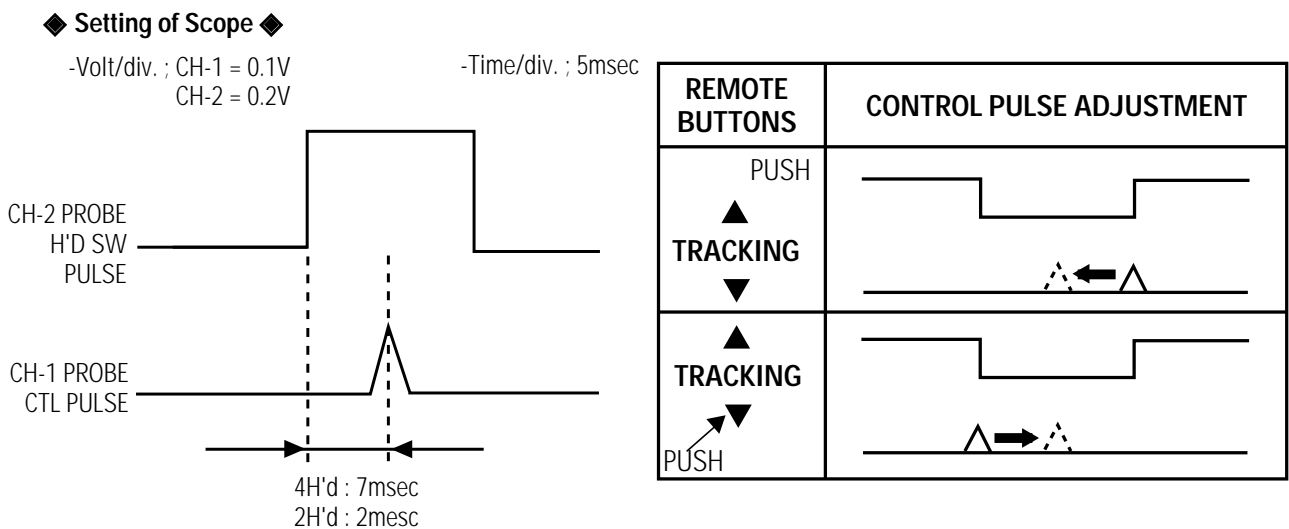 ◆ Setting of Scope ◆
-Volt/div. ; CH-1 = 0.1V
CH-2 = 0.2V
-Time/div. ; 5msec
CH-2 PROBE
H'D SW
PULSE
CH-1 PROBE
CTL PULSE
4H'd : 7msec
2H'd : 2mesc
REMOTE
BUTTONS
CONTROL PULSE ADJUSTMENT
PUSH
▲
TRACKING
▼
▲
TRACKING
▼
PUSH